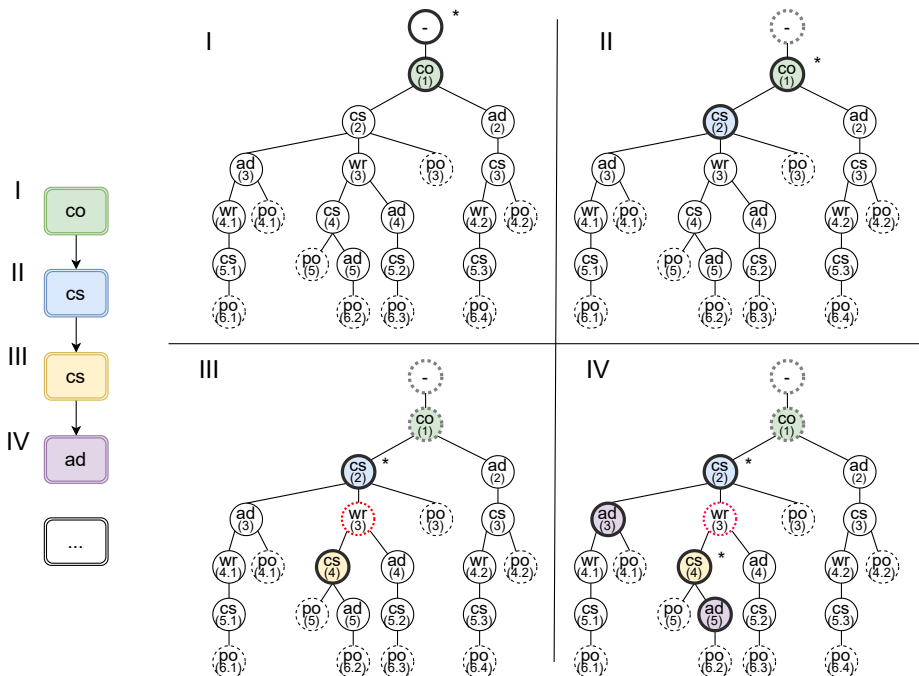 I
co
II
cs
III
cs
IV
ad
...
I
- *
co
(1)
cs
(2)
ad
(2)
ad
(3)
wr
(3)
po
(3)
cs
(3)
wr
(4.1)
po
(4.1)
cs
(4)
ad
(4)
wr
(4.2)
po
(4.2)
cs
(5.1)
po
(5)
ad
(5)
cs
(5.2)
cs
(5.3)
po
(6.1)
po
(6.2)
po
(6.3)
po
(6.4)
II
-
co *
(1)
cs
(2)
ad
(2)
ad
(3)
wr
(3)
po
(3)
cs
(3)
wr
(4.1)
po
(4.1)
cs
(4)
ad
(4)
wr
(4.2)
po
(4.2)
cs
(5.1)
po
(5)
ad
(5)
cs
(5.2)
cs
(5.3)
po
(6.1)
po
(6.2)
po
(6.3)
po
(6.4)
III
-
co
(1)
cs *
(2)
ad
(2)
ad
(3)
wr
(3)
po
(3)
cs
(3)
wr
(4.1)
po
(4.1)
cs
(4)
ad
(4)
wr
(4.2)
po
(4.2)
cs
(5.1)
po
(5)
ad
(5)
cs
(5.2)
cs
(5.3)
po
(6.1)
po
(6.2)
po
(6.3)
po
(6.4)
IV
-
co
(1)
cs *
(2)
ad
(2)
ad
(3)
wr
(3)
po
(3)
cs
(3)
wr
(4.1)
po
(4.1)
cs *
(4)
ad
(4)
wr
(4.2)
po
(4.2)
cs
(5.1)
po
(5)
ad
(5)
cs
(5.2)
cs
(5.3)
po
(6.1)
po
(6.2)
po
(6.3)
po
(6.4)